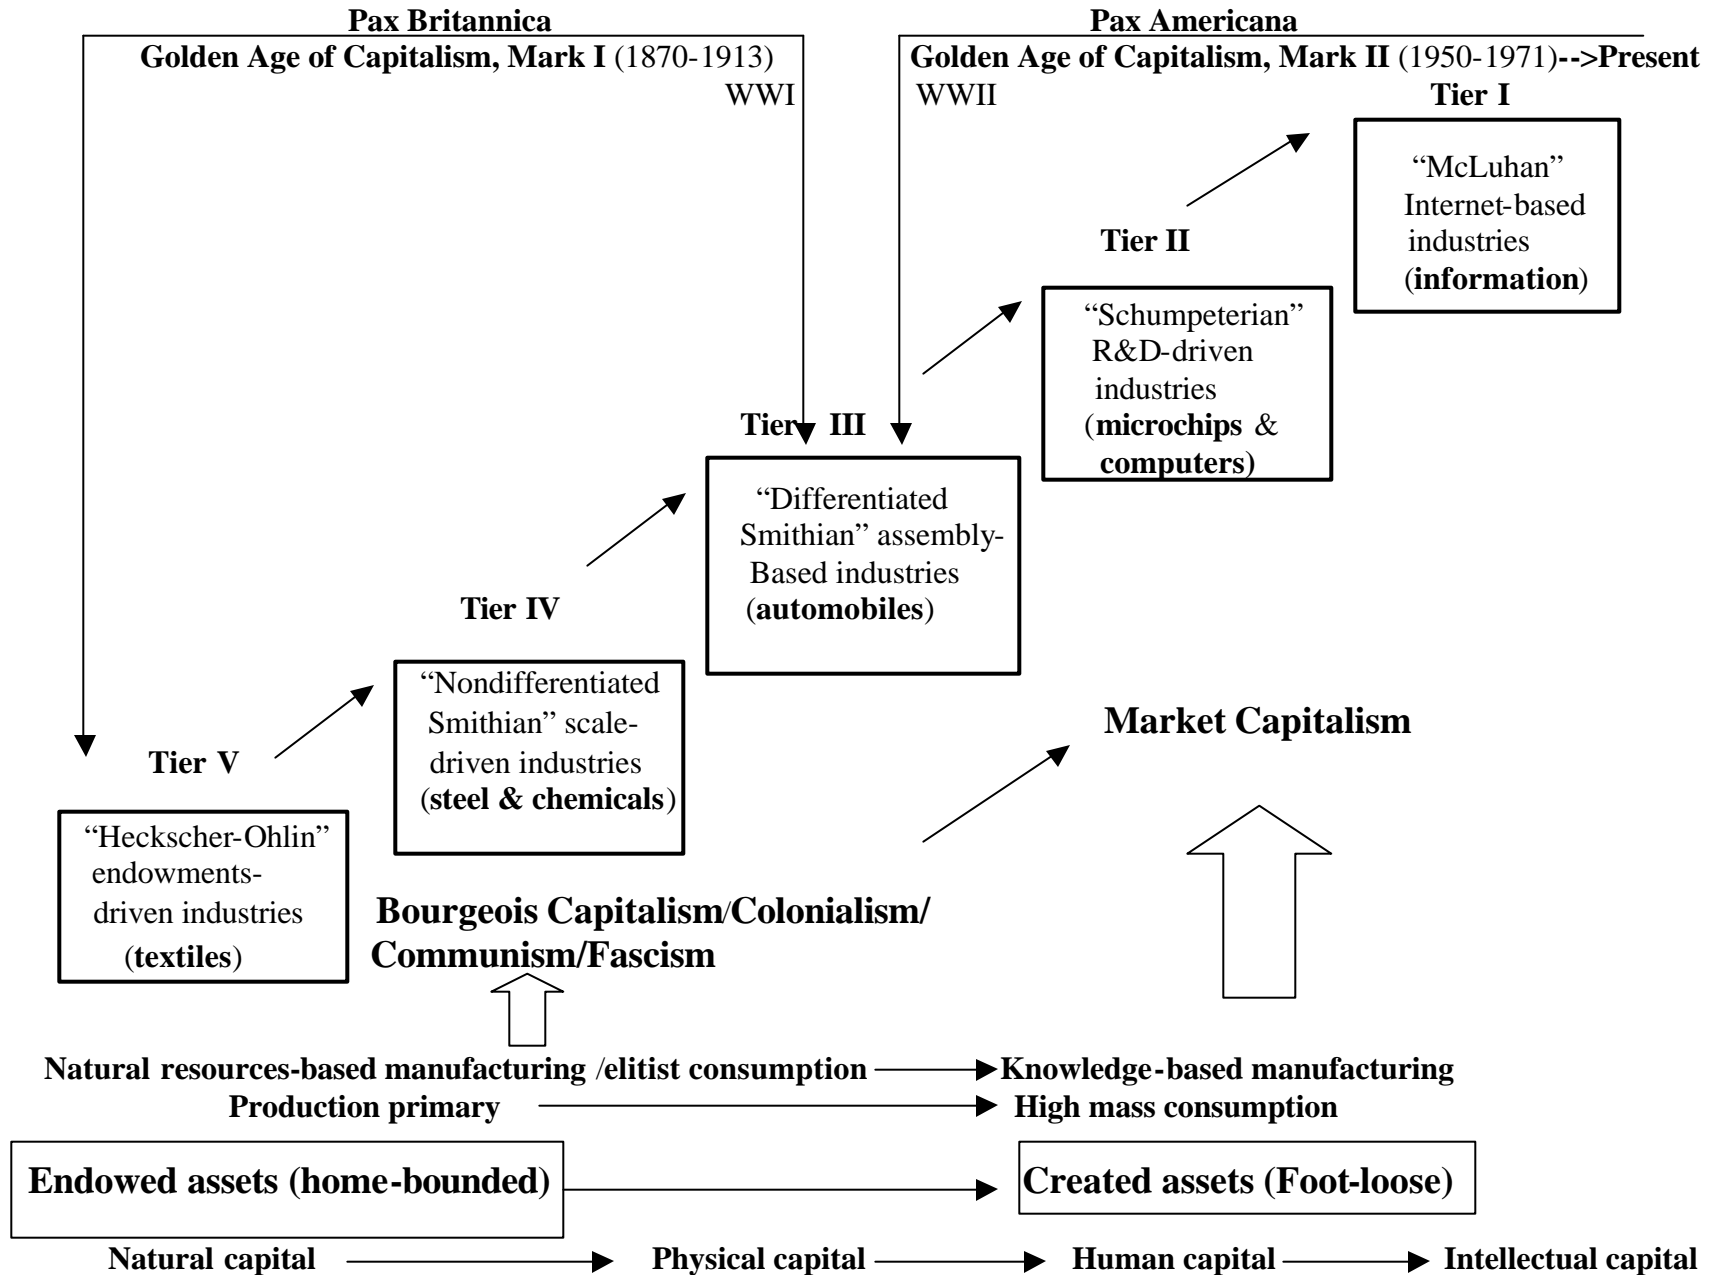 Pax Britannica
Golden Age of Capitalism, Mark I (1870-1913)
WWI
Pax Americana
Golden Age of Capitalism, Mark II (1950-1971)-->Present
WWII
Tier I
“McLuhan”
Internet-based
industries
(information)
Tier II
“Schumpeterian”
R&D-driven
industries
(microchips &
computers)
Tier III
“Differentiated
Smithian” assembly-
Based industries
(automobiles)
Tier IV
“Nondifferentiated
Smithian” scale-
driven industries
(steel & chemicals)
Tier V
“Heckscher-Ohlin”
endowments-
driven industries
(textiles)
Market Capitalism
Bourgeois Capitalism/Colonialism/
Communism/Fascism
Natural resources-based manufacturing /elitist consumption
Knowledge-based manufacturing
Production primary
High mass consumption
Endowed assets (home-bounded)
Created assets (Foot-loose)
Natural capital
Physical capital
Human capital
Intellectual capital